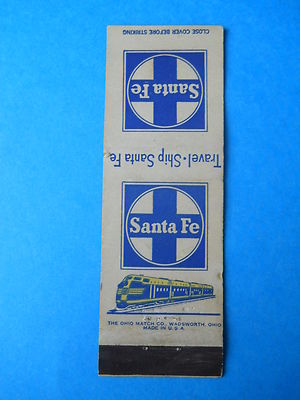 CLOSE COVER BEFORE STRIKING
Santa Fe
Travel · Ship Santa Fe
Santa Fe
THE OHIO MATCH CO., WADSWORTH, OHIO
MADE IN U.S.A.